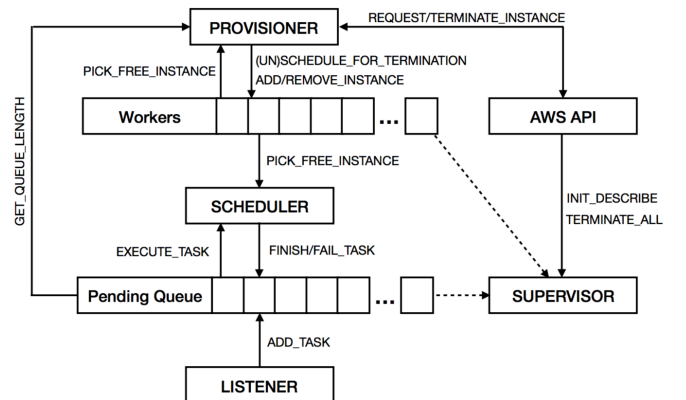 REQUEST/TERMINATE_INSTANCE
PROVISIONER
(UN)SCHEDULE_FOR_TERMINATION
PICK_FREE_INSTANCE
ADD/REMOVE_INSTANCE
Workers
...
AWS API
GET_QUEUE_LENGTH
PICK_FREE_INSTANCE
INIT_DESCRIBE
SCHEDULER
TERMINATE_ALL
EXECUTE_TASK
FINISH/FAIL_TASK
Pending Queue
...
SUPERVISOR
ADD_TASK
LISTENER